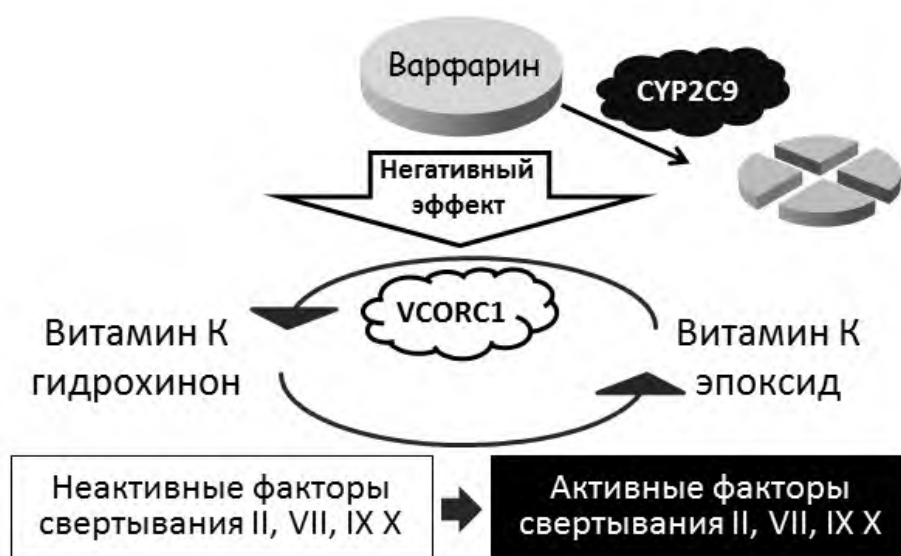 Варфарин
CYP2C9
Негативный
эффект
VCORC1
Витамин К
гидрохинон
Витамин К
эпоксид
Неактивные факторы
свертывания II, VII, IX X
Активные факторы
свертывания II, VII, IX X